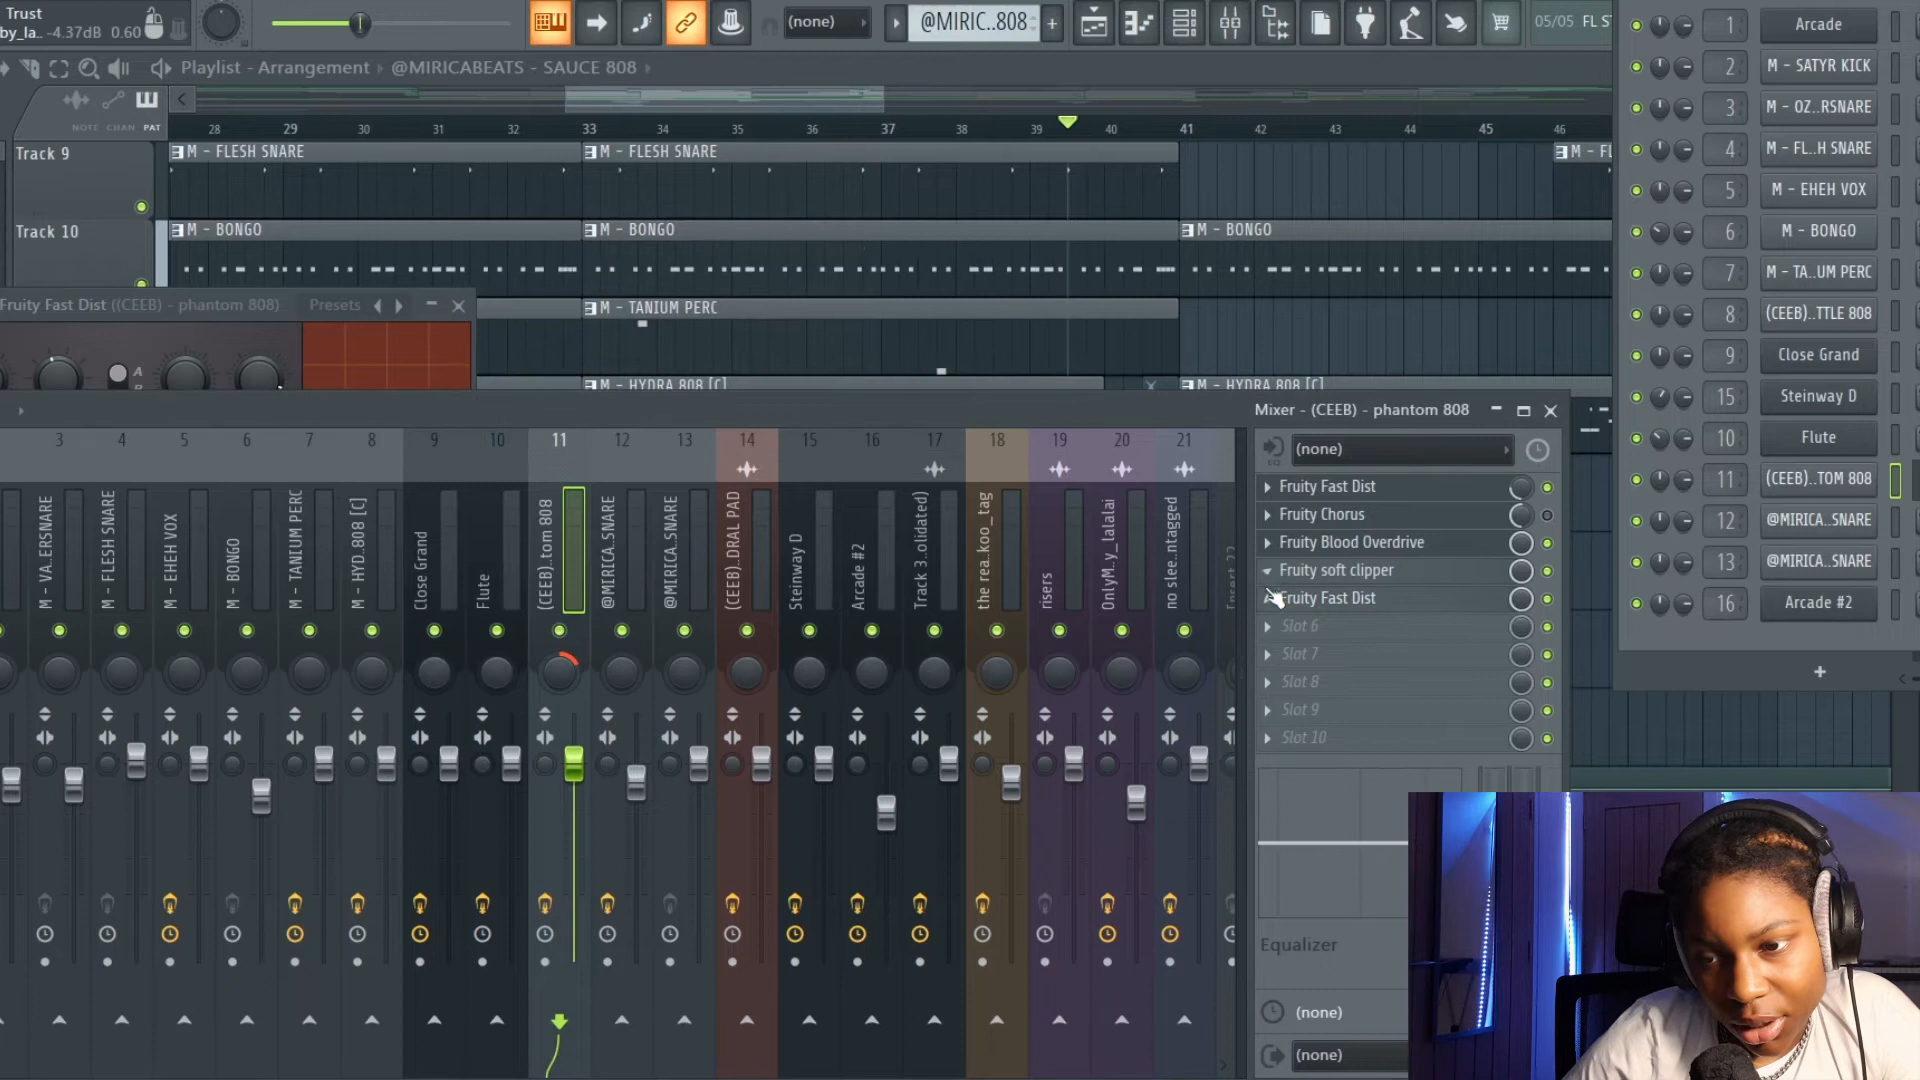 Trust
by_la.. -4.37dB 0.60
(none)
@MIRIC..808
05/05 FL ST
Playlist - Arrangement
@MIRICABEATS - SAUCE 808
NOTE CHAN PAT
28 29 30 31 32 33 34 35 36 37 38 39 40 41 42 43 44 45 46
Track 9
M - FLESH SNARE
M - FLESH SNARE
M - FL
Track 10
M - BONGO
M - BONGO
M - BONGO
Fruity Fast Dist ((CEEB) - phantom 808)
Presets
A
M - TANIUM PERC
M - HYDRA 808 [C]
M - HYDRA 808 [C]
1 Arcade
2 M - SATYR KICK
3 M - OZ..RSNARE
4 M - FL..H SNARE
5 M - EHEH VOX
6 M - BONGO
7 M - TA..UM PERC
8 (CEEB)..TTLE 808
9 Close Grand
15 Steinway D
10 Flute
11 (CEEB)..TOM 808
12 @MIRICA..SNARE
13 @MIRICA..SNARE
16 Arcade #2
Mixer - (CEEB) - phantom 808
3 4 5 6 7 8 9 10 11 12 13 14 15 16 17 18 19 20 21
M - VA..ERSNARE
M - FLESH SNARE
M - EHEH VOX
M - BONGO
M - TANIUM PERC
M - HYD..808 [C]
Close Grand
Flute
(CEEB)..tom 808
@MIRICA..SNARE
@MIRICA..SNARE
(CEEB)..DRAL PAD
Steinway D
Arcade #2
Track 3..olidated)
the rea..koo_tag
risers
OnlyM..y_lalalai
no slee..ntagged
(none)
Fruity Fast Dist
Fruity Chorus
Fruity Blood Overdrive
Fruity soft clipper
Fruity Fast Dist
Slot 6
Slot 7
Slot 8
Slot 9
Slot 10
Equalizer
(none)
(none)